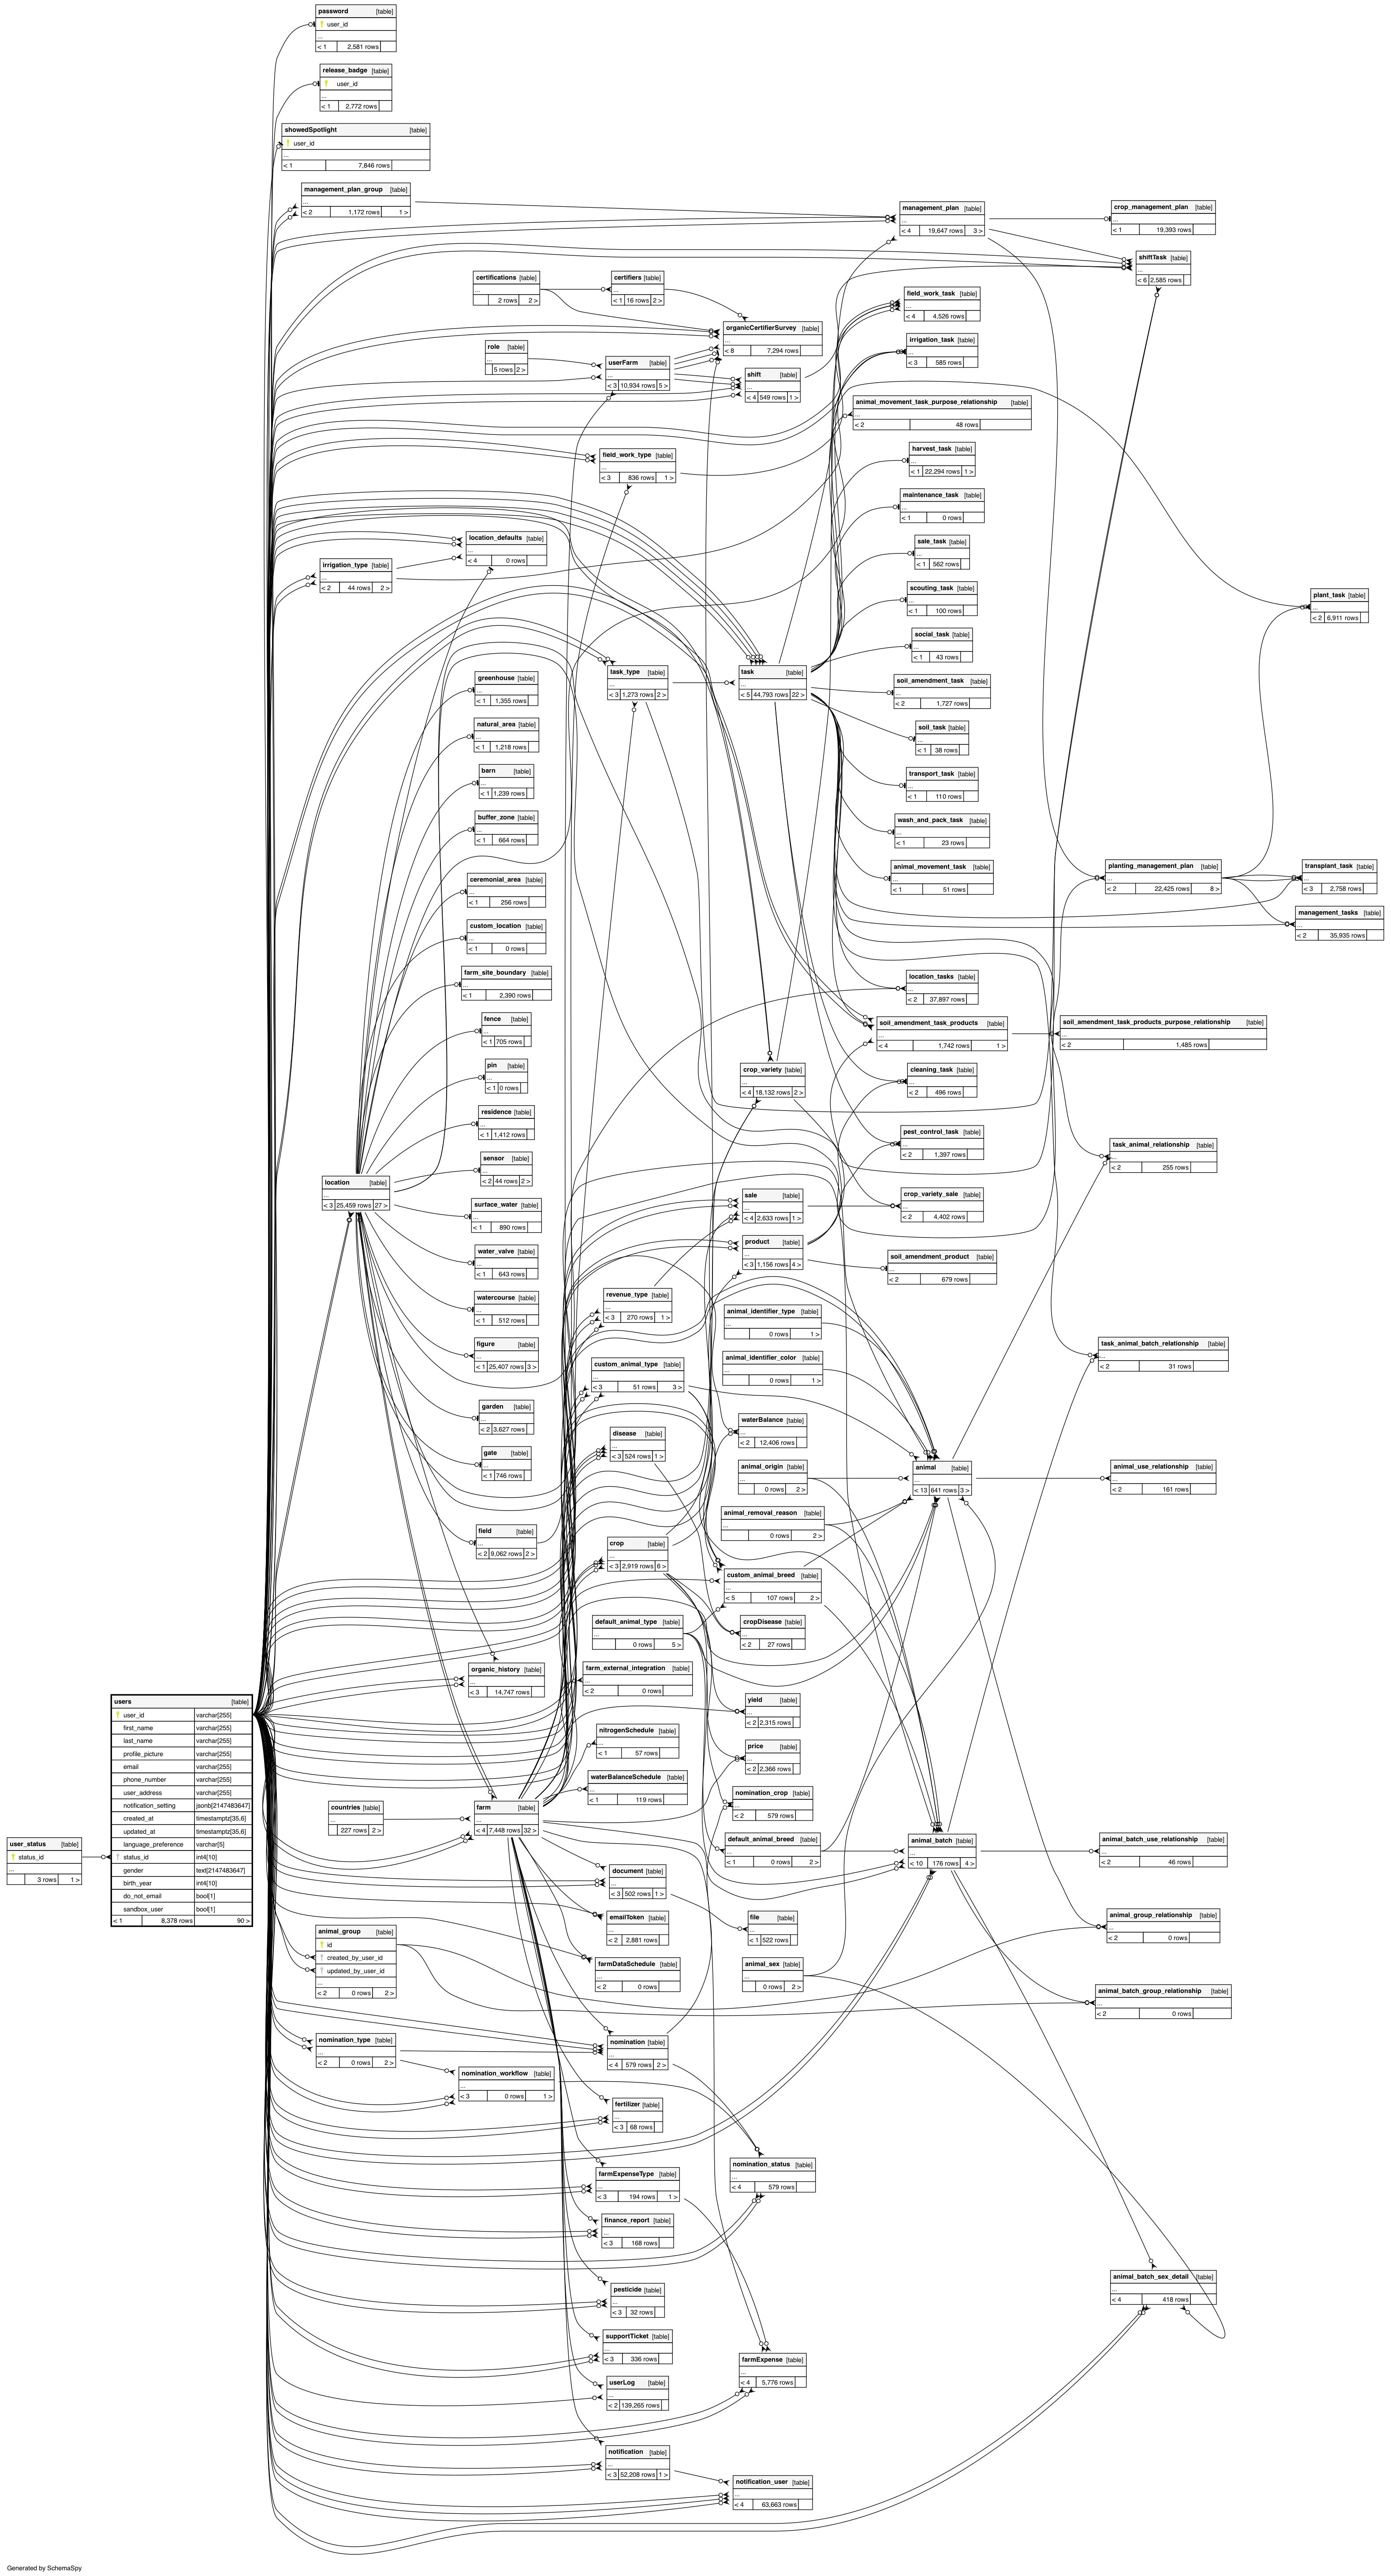 password [table]
user_id
...
< 1 2,581 rows
release_badge [table]
user_id
...
< 1 2,772 rows
showedSpotlight [table]
user_id
...
< 1 7,846 rows
management_plan_group [table]
...
< 2 1,172 rows 1 >
management_plan [table]
...
< 4 19,647 rows 3 >
crop_management_plan [table]
...
< 1 19,393 rows
shiftTask [table]
...
< 6 2,585 rows
certifications [table]
...
2 rows 2 >
certifiers [table]
...
< 1 16 rows 2 >
field_work_task [table]
...
< 4 4,526 rows
organicCertifierSurvey [table]
...
< 8 7,294 rows
irrigation_task [table]
...
< 3 585 rows
role [table]
...
5 rows 2 >
userFarm [table]
...
< 3 10,934 rows 5 >
shift [table]
...
< 4 549 rows 1 >
animal_movement_task_purpose_relationship [table]
...
< 2 48 rows
field_work_type [table]
...
< 3 836 rows 1 >
harvest_task [table]
...
< 1 22,294 rows 1 >
maintenance_task [table]
...
< 1 0 rows
location_defaults [table]
...
< 4 0 rows
sale_task [table]
...
< 1 562 rows
irrigation_type [table]
...
< 2 44 rows 2 >
scouting_task [table]
...
< 1 100 rows
plant_task [table]
...
< 2 6,911 rows
social_task [table]
...
< 1 43 rows
task_type [table]
...
< 3 1,273 rows 2 >
task [table]
...
< 5 44,793 rows 22 >
greenhouse [table]
...
< 1 1,355 rows
soil_amendment_task [table]
...
< 2 1,727 rows
natural_area [table]
...
< 1 1,218 rows
soil_task [table]
...
< 1 38 rows
barn [table]
...
< 1 1,239 rows
transport_task [table]
...
< 1 110 rows
buffer_zone [table]
...
< 1 664 rows
wash_and_pack_task [table]
...
< 1 23 rows
ceremonial_area [table]
...
< 1 256 rows
animal_movement_task [table]
...
< 1 51 rows
planting_management_plan [table]
...
< 2 22,425 rows 8 >
transplant_task [table]
...
< 3 2,758 rows
custom_location [table]
...
< 1 0 rows
management_tasks [table]
...
< 2 35,935 rows
farm_site_boundary [table]
...
< 1 2,390 rows
location_tasks [table]
...
< 2 37,897 rows
fence [table]
...
< 1 705 rows
soil_amendment_task_products [table]
...
< 4 1,742 rows 1 >
soil_amendment_task_products_purpose_relationship [table]
...
< 2 1,485 rows
pin [table]
...
< 1 0 rows
crop_variety [table]
...
< 4 18,132 rows 2 >
cleaning_task [table]
...
< 2 496 rows
residence [table]
...
< 1 1,412 rows
pest_control_task [table]
...
< 2 1,397 rows
task_animal_relationship [table]
...
< 2 255 rows
sensor [table]
...
< 2 44 rows 2 >
location [table]
...
< 3 25,459 rows 27 >
surface_water [table]
...
< 1 890 rows
sale [table]
...
< 4 2,633 rows 1 >
crop_variety_sale [table]
...
< 2 4,402 rows
water_valve [table]
...
< 1 643 rows
product [table]
...
< 3 1,156 rows 4 >
soil_amendment_product [table]
...
< 2 679 rows
watercourse [table]
...
< 1 512 rows
revenue_type [table]
...
< 3 270 rows 1 >
animal_identifier_type [table]
...
0 rows 1 >
figure [table]
...
< 1 25,407 rows 3 >
custom_animal_type [table]
...
< 3 51 rows 3 >
animal_identifier_color [table]
...
0 rows 1 >
task_animal_batch_relationship [table]
...
< 2 31 rows
garden [table]
...
< 2 3,627 rows
waterBalance [table]
...
< 2 12,406 rows
gate [table]
...
< 1 746 rows
disease [table]
...
< 3 524 rows 1 >
animal_origin [table]
...
0 rows 2 >
animal [table]
...
< 13 641 rows 3 >
animal_use_relationship [table]
...
< 2 161 rows
animal_removal_reason [table]
...
0 rows 2 >
field [table]
...
< 2 9,062 rows 2 >
crop [table]
...
< 3 2,919 rows 6 >
custom_animal_breed [table]
...
< 5 107 rows 2 >
default_animal_type [table]
...
0 rows 5 >
cropDisease [table]
...
< 2 27 rows
organic_history [table]
...
< 3 14,747 rows
farm_external_integration [table]
...
< 2 0 rows
users [table]
user_id varchar[255]
first_name varchar[255]
last_name varchar[255]
profile_picture varchar[255]
email varchar[255]
phone_number varchar[255]
user_address varchar[255]
notification_setting jsonb[2147483647]
created_at timestamptz[35,6]
updated_at timestamptz[35,6]
language_preference varchar[5]
status_id int4[10]
gender text[2147483647]
birth_year int4[10]
do_not_email bool[1]
sandbox_user bool[1]
< 1 8,378 rows 90 >
user_status [table]
status_id
...
3 rows 1 >
yield [table]
...
< 2 2,315 rows
nitrogenSchedule [table]
...
< 1 57 rows
price [table]
...
< 2 2,366 rows
waterBalanceSchedule [table]
...
< 1 119 rows
nomination_crop [table]
...
< 2 579 rows
countries [table]
...
227 rows 2 >
farm [table]
...
< 4 7,448 rows 32 >
default_animal_breed [table]
...
< 1 0 rows 2 >
animal_batch [table]
...
< 10 176 rows 4 >
animal_batch_use_relationship [table]
...
< 2 46 rows
document [table]
...
< 3 502 rows 1 >
emailToken [table]
...
< 2 2,881 rows
file [table]
...
< 1 522 rows
animal_group_relationship [table]
...
< 2 0 rows
animal_group [table]
id
created_by_user_id
updated_by_user_id
...
< 2 0 rows 2 >
farmDataSchedule [table]
...
< 2 0 rows
animal_sex [table]
...
0 rows 2 >
animal_batch_group_relationship [table]
...
< 2 0 rows
nomination_type [table]
...
< 2 0 rows 2 >
nomination [table]
...
< 4 579 rows 2 >
nomination_workflow [table]
...
< 3 0 rows 1 >
fertilizer [table]
...
< 3 68 rows
nomination_status [table]
...
< 4 579 rows
farmExpenseType [table]
...
< 3 194 rows 1 >
finance_report [table]
...
< 3 168 rows
animal_batch_sex_detail [table]
...
< 4 418 rows
pesticide [table]
...
< 3 32 rows
supportTicket [table]
...
< 3 336 rows
farmExpense [table]
...
< 4 5,776 rows
userLog [table]
...
< 2 139,265 rows
notification [table]
...
< 3 52,208 rows 1 >
notification_user [table]
...
< 4 63,663 rows
Generated by SchemaSpy